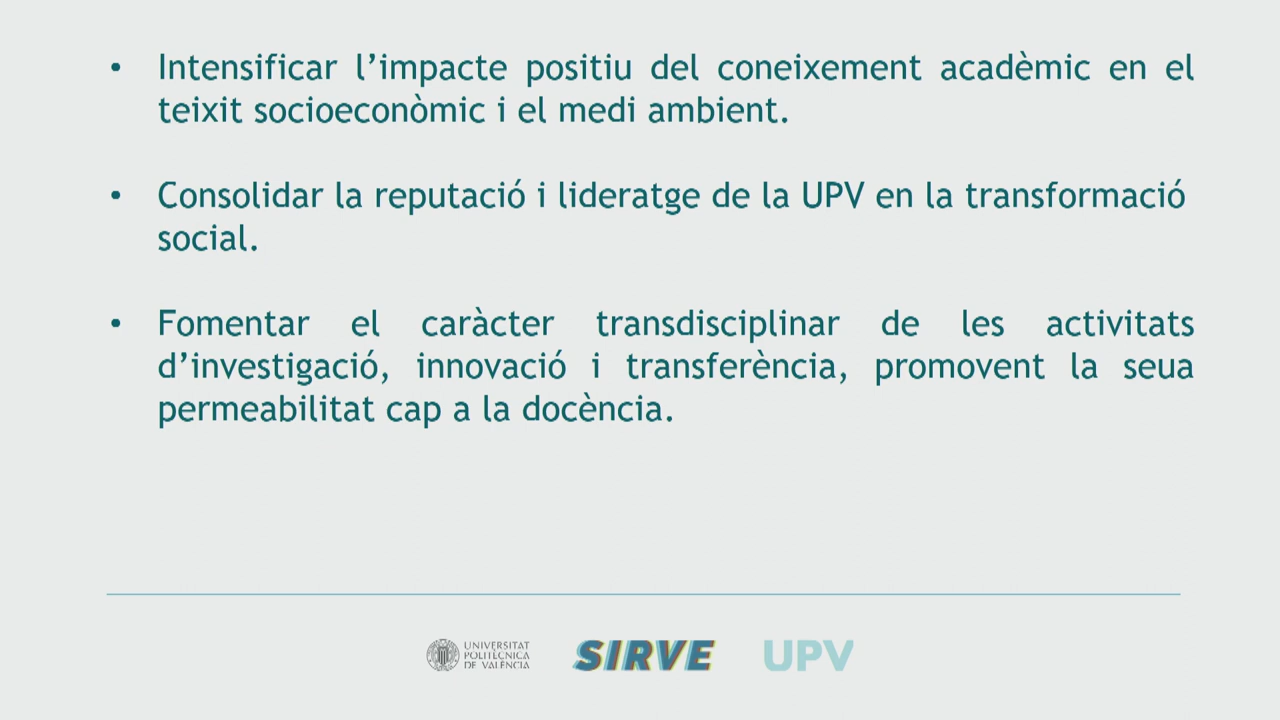 • Intensificar l’impacte positiu del coneixement acadèmic en el
teixit socioeconòmic i el medi ambient.
• Consolidar la reputació i lideratge de la UPV en la transformació
social.
• Fomentar el caràcter transdisciplinar de les activitats
d’investigació, innovació i transferència, promovent la seua
permeabilitat cap a la docència.
UNIVERSITAT
POLITÈCNICA
DE VALÈNCIA
SIRVE
UPV